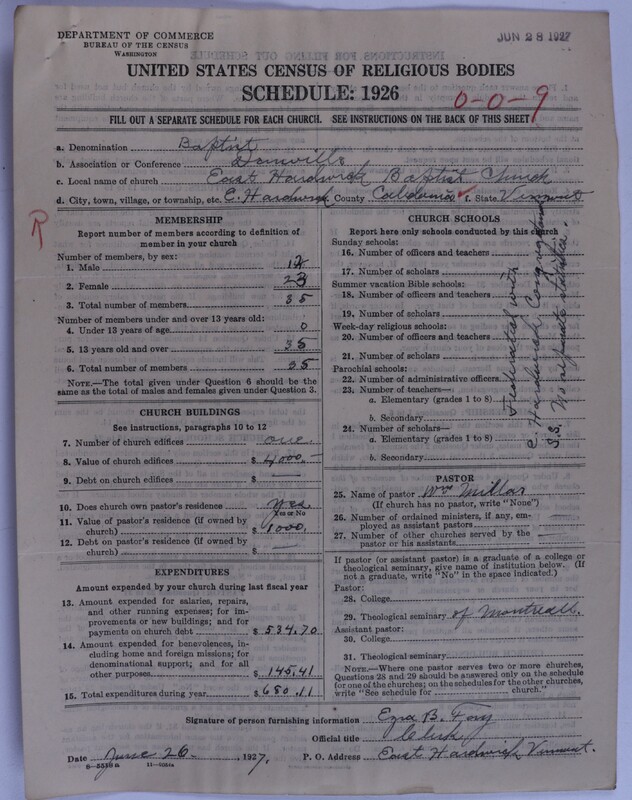 DEPARTMENT OF COMMERCE
BUREAU OF THE CENSUS
WASHINGTON
JUN 28 1927
UNITED STATES CENSUS OF RELIGIOUS BODIES
SCHEDULE: 1926
0-0-9
FILL OUT A SEPARATE SCHEDULE FOR EACH CHURCH. SEE INSTRUCTIONS ON THE BACK OF THIS SHEET
a. Denomination Baptist
b. Association or Conference Danville
c. Local name of church East Hardwick Baptist Church
d. City, town, village, or township, etc. E. Hardwick County Caledonia f. State Vermont
R
MEMBERSHIP
Report number of members according to definition of
member in your church
Number of members, by sex:
1. Male 12
2. Female 23
3. Total number of members 35
Number of members under and over 13 years old:
4. Under 13 years of age 0
5. 13 years old and over 35
6. Total number of members 35
NOTE.—The total given under Question 6 should be
the same as the total of males and females given under Question 3.
CHURCH BUILDINGS
See instructions, paragraphs 10 to 12
7. Number of church edifices one
8. Value of church edifices $ 4000.—
9. Debt on church edifices $ —
10. Does church own pastor's residence Yes
Yes or No
11. Value of pastor's residence (if owned by
church) $ 1000.
12. Debt on pastor's residence (if owned by
church) $ —
EXPENDITURES
Amount expended by your church during last fiscal year
13. Amount expended for salaries, repairs,
and other running expenses; for im-
provements or new buildings; and for
payments on church debt $ 534.70
14. Amount expended for benevolences, in-
cluding home and foreign missions; for
denominational support; and for all
other purposes $ 145.41
15. Total expenditures during year $ 680.11
CHURCH SCHOOLS
Report here only schools conducted by this church
Sunday schools:
16. Number of officers and teachers
17. Number of scholars
Summer vacation Bible schools:
18. Number of officers and teachers
19. Number of scholars
Week-day religious schools:
20. Number of officers and teachers
21. Number of scholars
Parochial schools:
22. Number of administrative officers
23. Number of teachers—
a. Elementary (grades 1 to 8)
b. Secondary
24. Number of scholars—
a. Elementary (grades 1 to 8)
b. Secondary
Federated with
E. Hardwick Congregational
S.S. No separate statistics.
PASTOR
25. Name of pastor Wm Millar
(If church has no pastor, write "None")
26. Number of ordained ministers, if any, em-
ployed as assistant pastors
27. Number of other churches served by the
pastor or his assistants
If pastor (or assistant pastor) is a graduate of a college or
theological seminary, give name of institution below. (If
not a graduate, write "No" in the space indicated.)
Pastor:
28. College
29. Theological seminary of Montreall.
Assistant pastor:
30. College
31. Theological seminary
NOTE.—Where one pastor serves two or more churches,
Questions 28 and 29 should be answered only on the schedule
for one of the churches; on the schedules for the other churches,
write "See schedule for church."
Signature of person furnishing information Ezra B. Fay
Official title Clerk
Date June 26. 1927. P. O. Address East Hardwick Vermont.